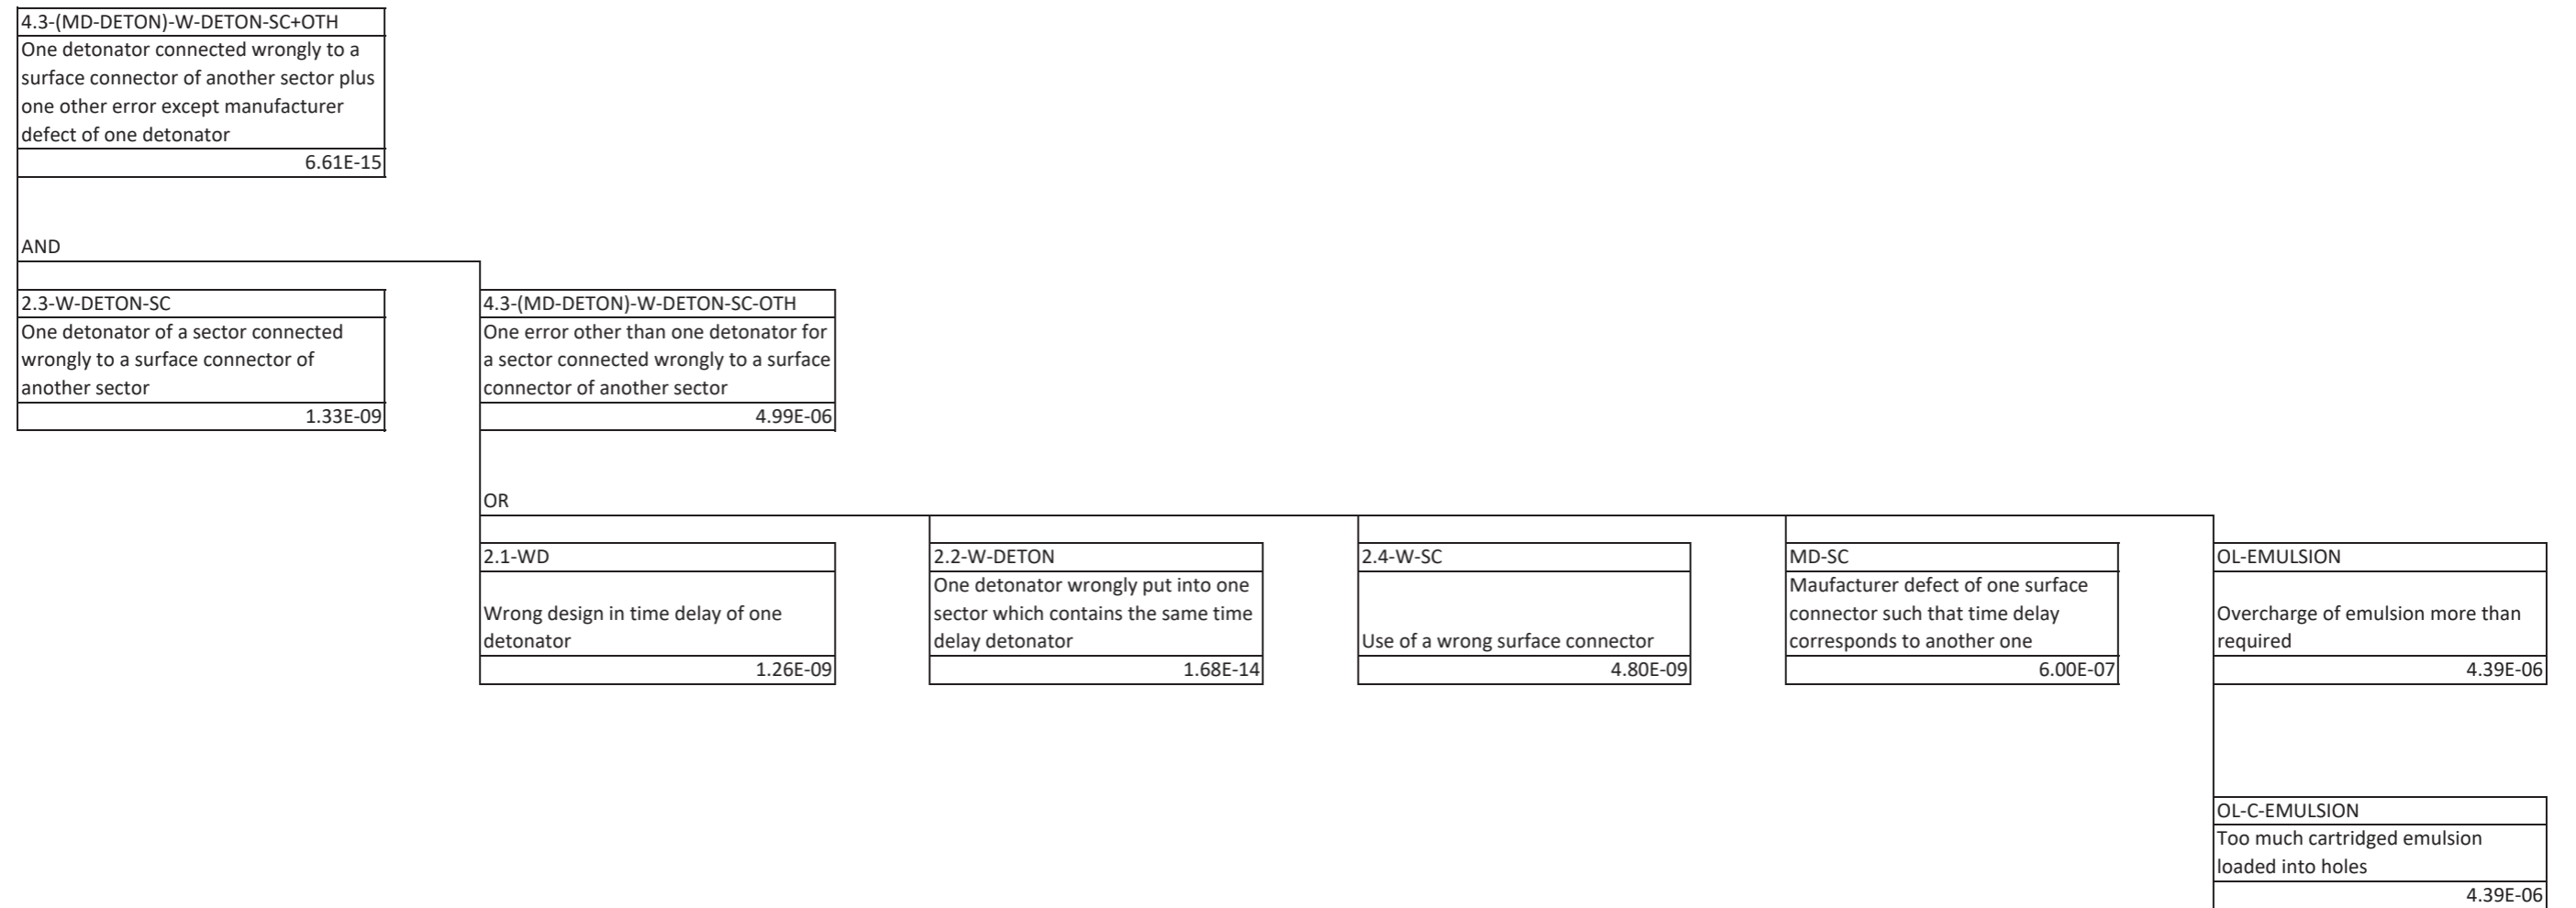 4.3-(MD-DETON)-W-DETON-SC+OTH
One detonator connected wrongly to a
surface connector of another sector plus
one other error except manufacturer
defect of one detonator
6.61E-15
AND
2.3-W-DETON-SC
One detonator of a sector connected
wrongly to a surface connector of
another sector
1.33E-09
4.3-(MD-DETON)-W-DETON-SC-OTH
One error other than one detonator for
a sector connected wrongly to a surface
connector of another sector
4.99E-06
OR
2.1-WD
Wrong design in time delay of one
detonator
1.26E-09
2.2-W-DETON
One detonator wrongly put into one
sector which contains the same time
delay detonator
1.68E-14
2.4-W-SC
Use of a wrong surface connector
4.80E-09
MD-SC
Maufacturer defect of one surface
connector such that time delay
corresponds to another one
6.00E-07
OL-EMULSION
Overcharge of emulsion more than
required
4.39E-06
OL-C-EMULSION
Too much cartridged emulsion
loaded into holes
4.39E-06